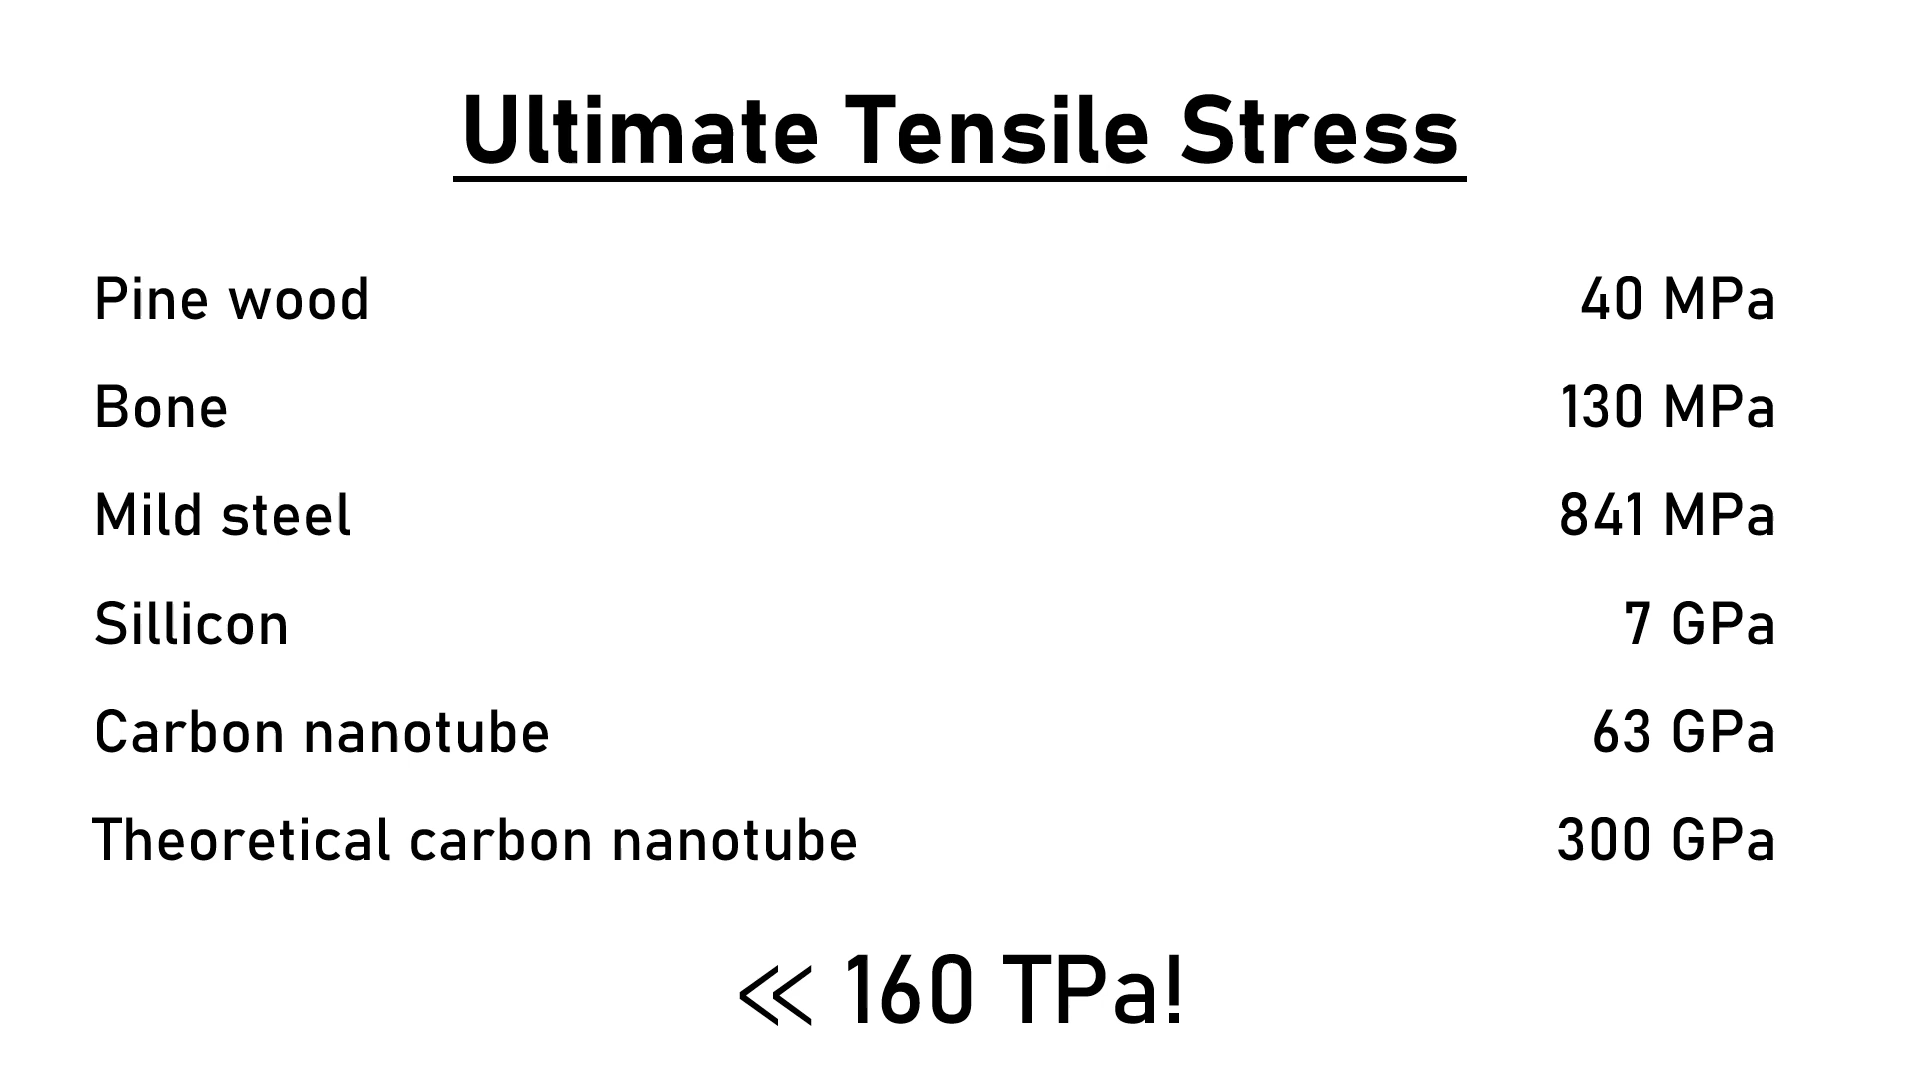 Ultimate Tensile Stress
Pine wood 40 MPa
Bone 130 MPa
Mild steel 841 MPa
Sillicon 7 GPa
Carbon nanotube 63 GPa
Theoretical carbon nanotube 300 GPa
≪ 160 TPa!